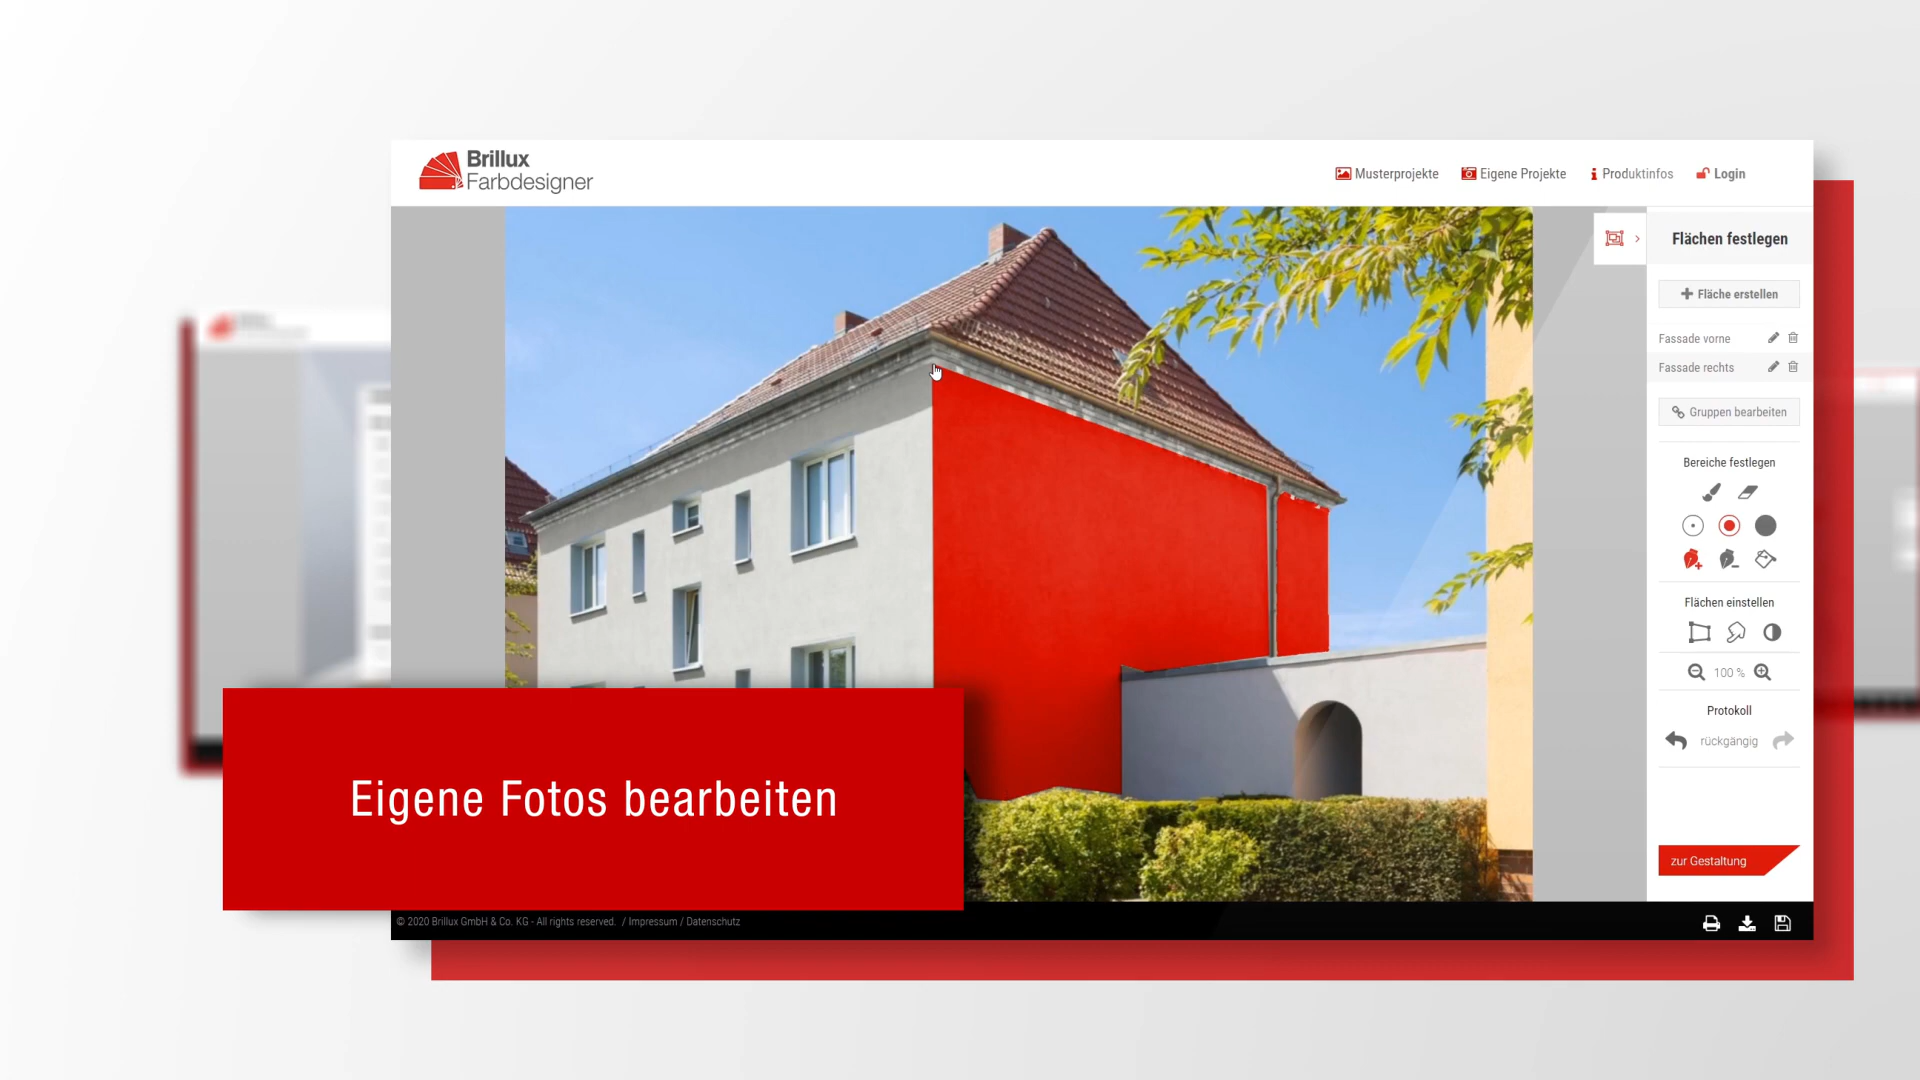 Brillux
Farbdesigner
Musterprojekte
Eigene Projekte
Produktinfos
Login
Flächen festlegen
Fläche erstellen
Fassade vorne
Fassade rechts
Gruppen bearbeiten
Bereiche festlegen
Flächen einstellen
100 %
Protokoll
rückgängig
zur Gestaltung
Eigene Fotos bearbeiten
© 2020 Brillux GmbH & Co. KG - All rights reserved. / Impressum / Datenschutz